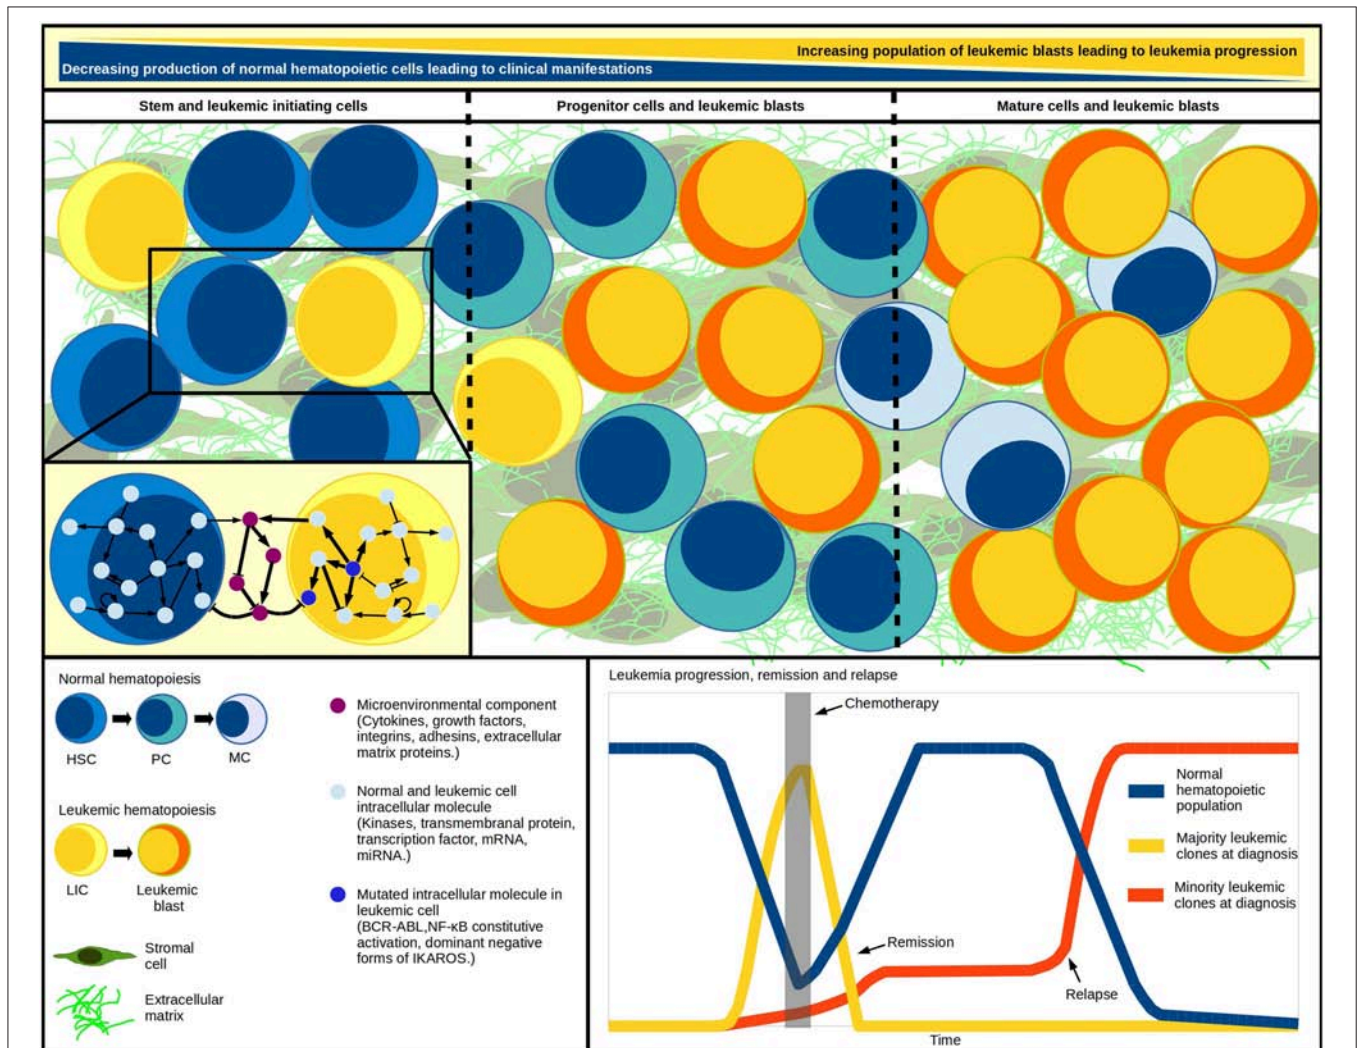 Increasing population of leukemic blasts leading to leukemia progression
Decreasing production of normal hematopoietic cells leading to clinical manifestations
Stem and leukemic initiating cells
Progenitor cells and leukemic blasts
Mature cells and leukemic blasts
Normal hematopoiesis
HSC
PC
MC
Leukemic hematopoiesis
LIC
Leukemic
blast
Stromal
cell
Extracellular
matrix
Microenvironmental component
(Cytokines, growth factors,
integrins, adhesins, extracellular
matrix proteins.)
Normal and leukemic cell
intracellular molecule
(Kinases, transmembranal protein,
transcription factor, mRNA,
miRNA.)
Mutated intracellular molecule in
leukemic cell
(BCR-ABL,NF-κB constitutive
activation, dominant negative
forms of IKAROS.)
Leukemia progression, remission and relapse
Chemotherapy
Normal
hematopoietic
population
Majority leukemic
clones at diagnosis
Minority leukemic
clones at diagnosis
Remission
Relapse
Time